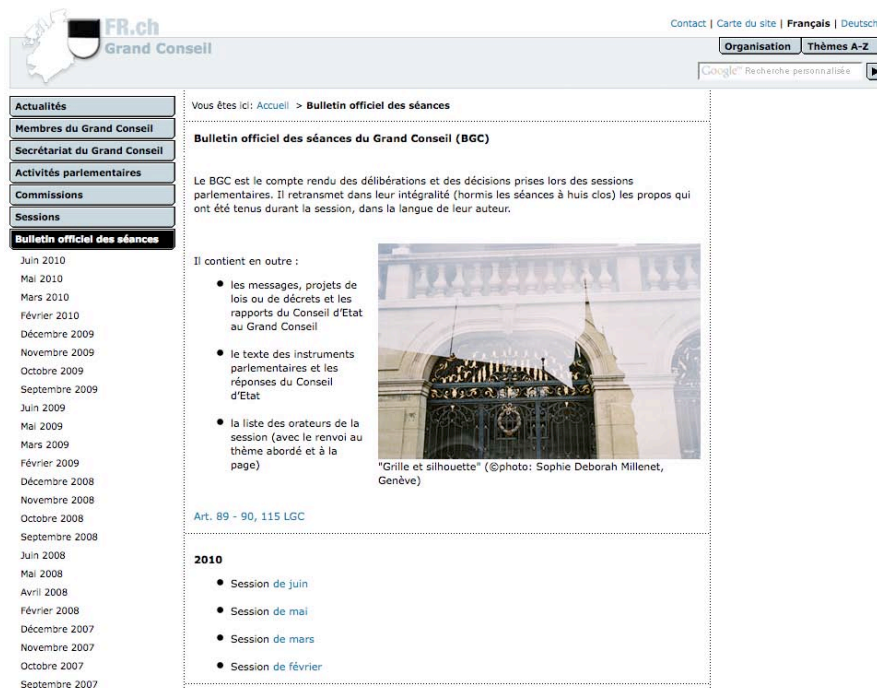 FR.ch
Grand Conseil
Contact | Carte du site | Français | Deutsch
Organisation
Thèmes A-Z
Google™ Recherche personnalisée
Actualités
Membres du Grand Conseil
Secrétariat du Grand Conseil
Activités parlementaires
Commissions
Sessions
Bulletin officiel des séances
Juin 2010
Mai 2010
Mars 2010
Février 2010
Décembre 2009
Novembre 2009
Octobre 2009
Septembre 2009
Juin 2009
Mai 2009
Mars 2009
Février 2009
Décembre 2008
Novembre 2008
Octobre 2008
Septembre 2008
Juin 2008
Mai 2008
Avril 2008
Février 2008
Décembre 2007
Novembre 2007
Octobre 2007
Septembre 2007
Vous êtes ici: Accueil > Bulletin officiel des séances
Bulletin officiel des séances du Grand Conseil (BGC)
Le BGC est le compte rendu des délibérations et des décisions prises lors des sessions
parlementaires. Il retransmet dans leur intégralité (hormis les séances à huis clos) les propos qui
ont été tenus durant la session, dans la langue de leur auteur.
Il contient en outre :
● les messages, projets de
lois ou de décrets et les
rapports du Conseil d'Etat
au Grand Conseil
● le texte des instruments
parlementaires et les
réponses du Conseil
d'Etat
● la liste des orateurs de la
session (avec le renvoi au
thème abordé et à la
page)
"Grille et silhouette" (©photo: Sophie Deborah Millenet,
Genève)
Art. 89 - 90, 115 LGC
2010
● Session de juin
● Session de mai
● Session de mars
● Session de février